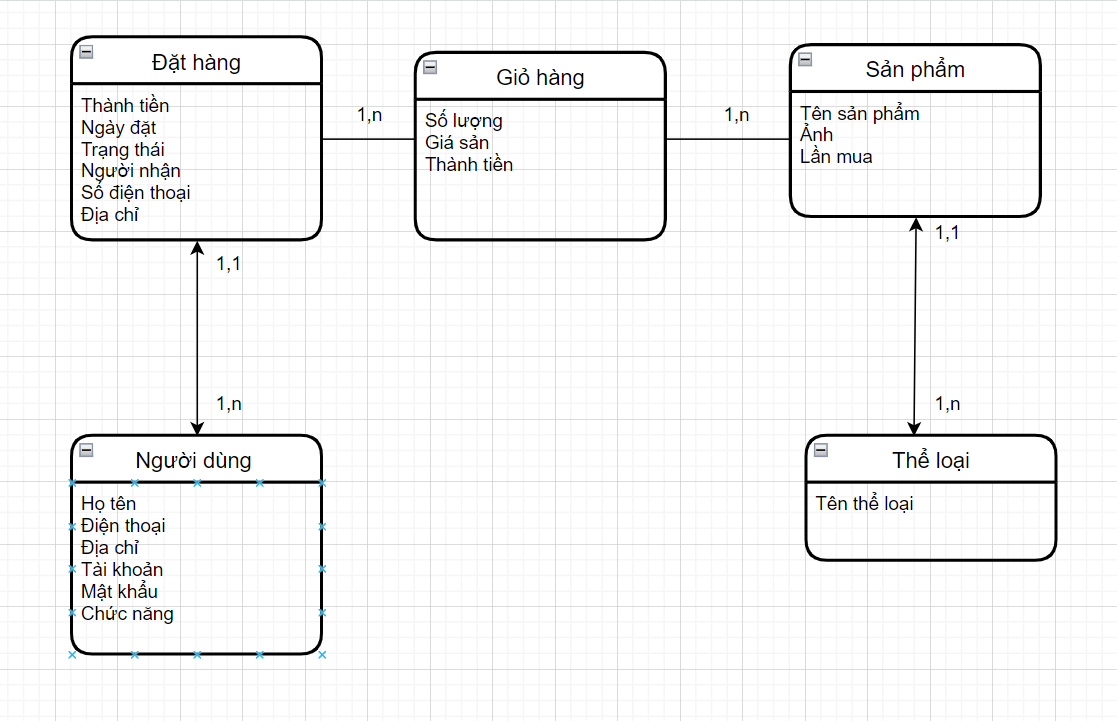 Đặt hàng
Thành tiền
Ngày đặt
Trạng thái
Người nhận
Số điện thoại
Địa chỉ
1,n
Giỏ hàng
Số lượng
Giá sản
Thành tiền
1,n
Sản phẩm
Tên sản phẩm
Ảnh
Lần mua
1,1
1,n
Người dùng
Họ tên
Điện thoại
Địa chỉ
Tài khoản
Mật khẩu
Chức năng
1,1
1,n
Thể loại
Tên thể loại